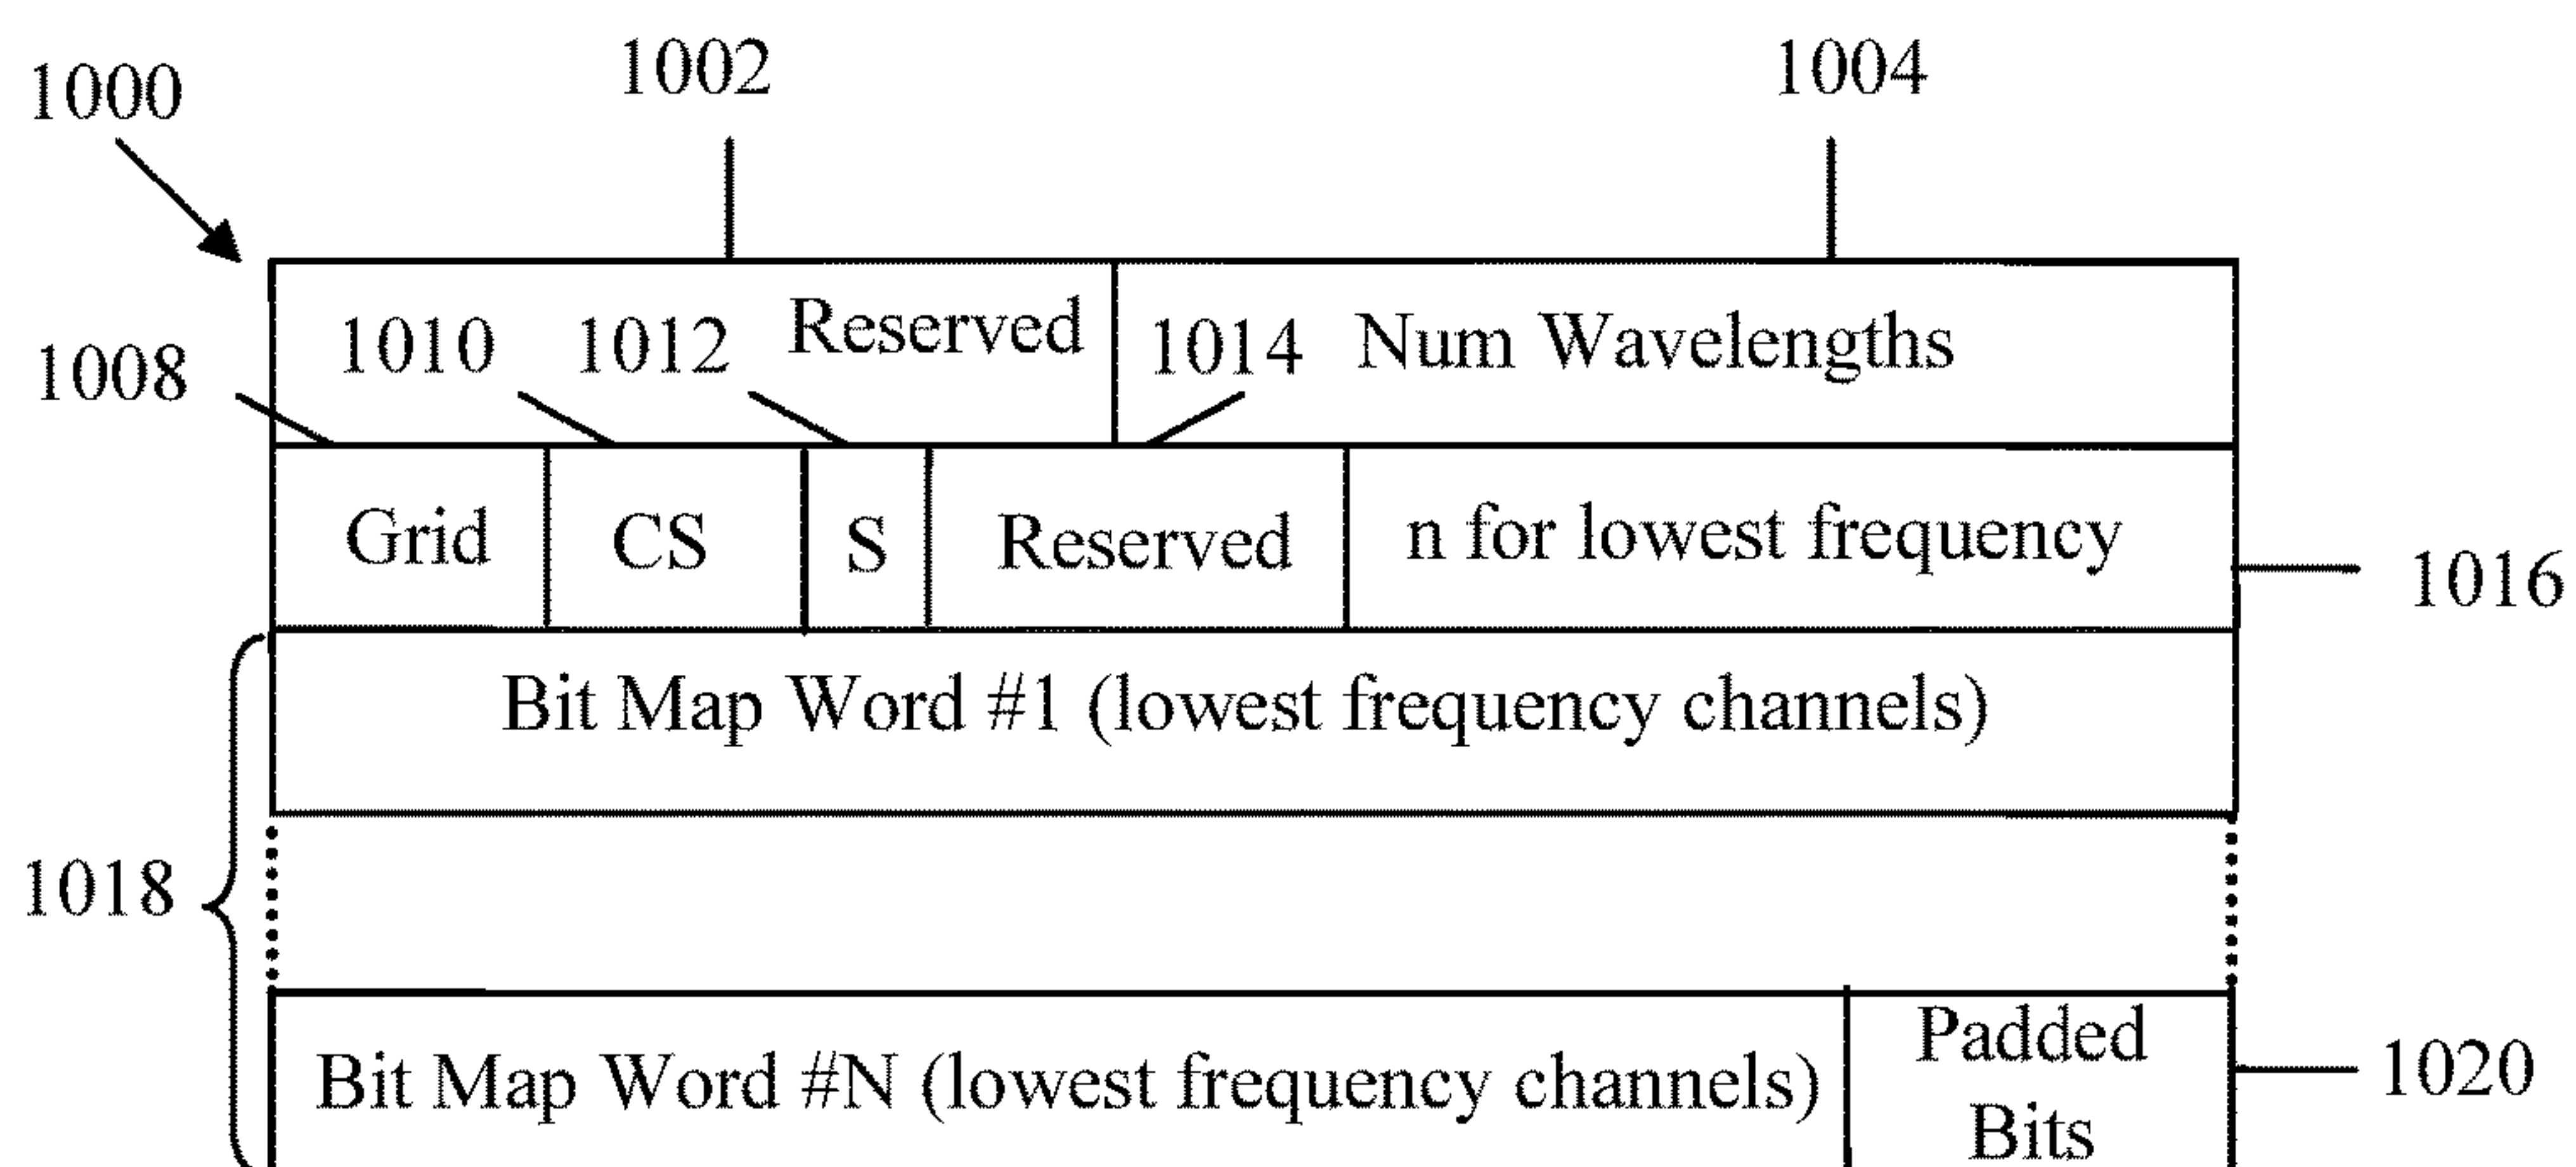 1000
1002
1004
1008
1010
1012
Reserved
1014
Num Wavelengths
Grid
CS
S
Reserved
n for lowest frequency
1016
Bit Map Word #1 (lowest frequency channels)
1018
Bit Map Word #N (lowest frequency channels)
Padded
Bits
1020